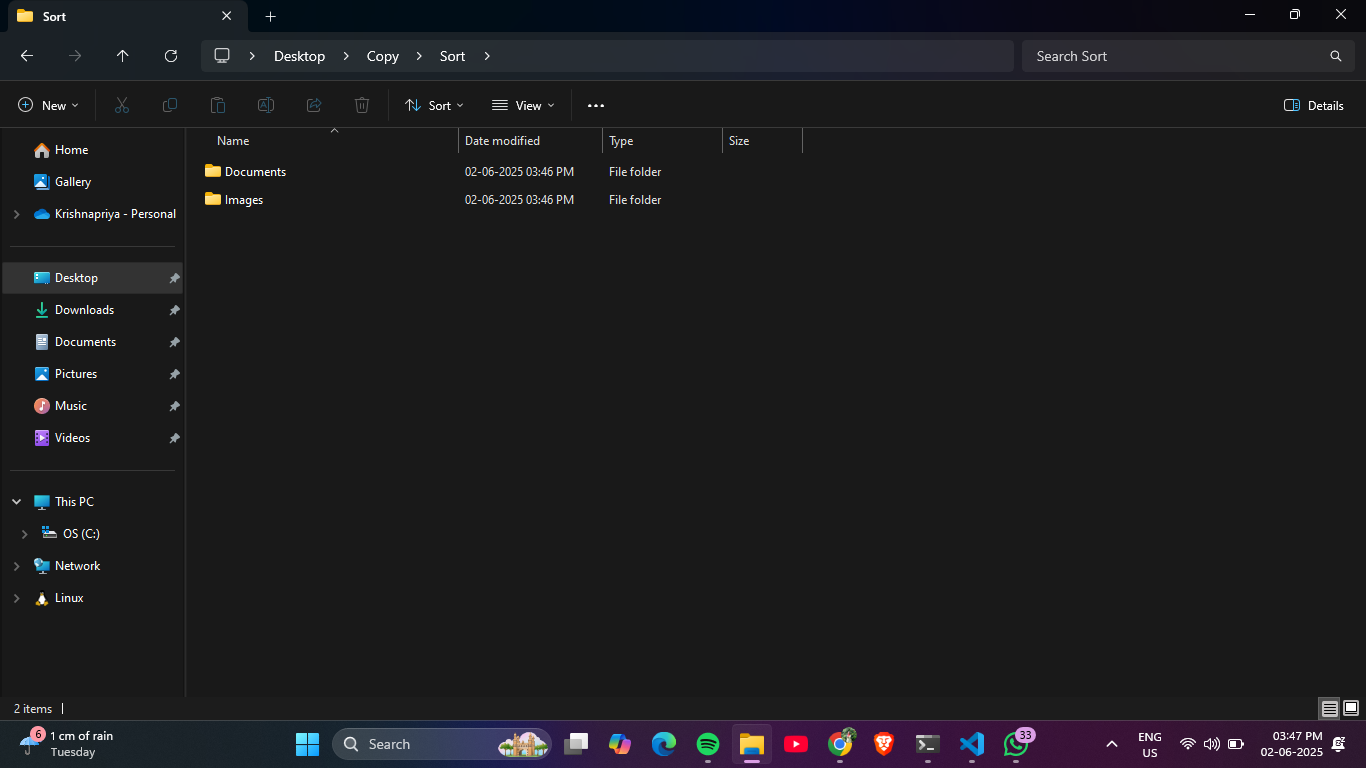 Sort
Desktop Copy Sort
Search Sort
New Sort View Details
Name Date modified Type Size
Documents 02-06-2025 03:46 PM File folder
Images 02-06-2025 03:46 PM File folder
Home
Gallery
Krishnapriya - Personal
Desktop
Downloads
Documents
Pictures
Music
Videos
This PC
OS (C:)
Network
Linux
2 items
6
1 cm of rain
Tuesday
Search
33
ENG
US
03:47 PM
02-06-2025